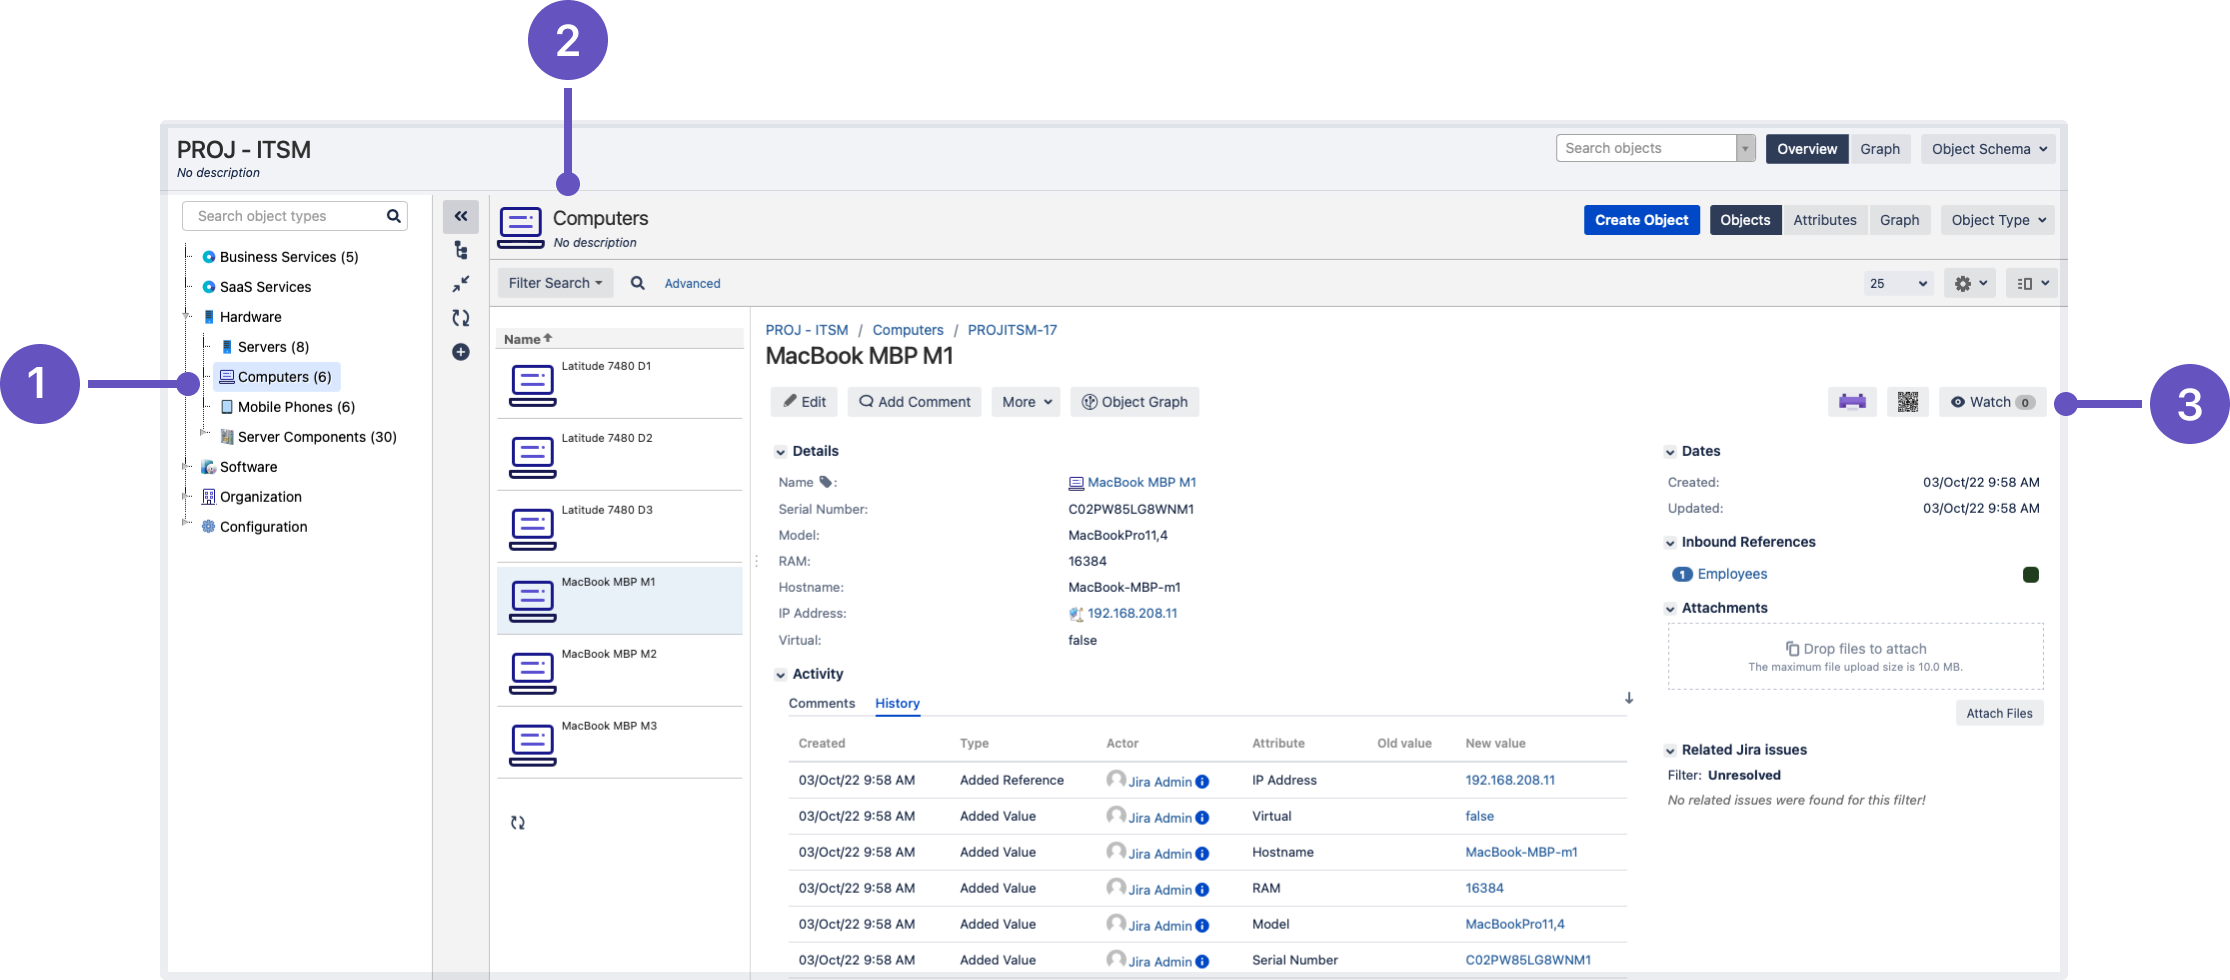 2
PROJ - ITSM
No description
Search objects
Overview
Graph
Object Schema
Search object types
Computers
No description
Create Object
Objects
Attributes
Graph
Object Type
Business Services (5)
SaaS Services
Hardware
Servers (8)
Computers (6)
Mobile Phones (6)
Server Components (30)
Software
Organization
Configuration
1
Filter Search
Advanced
25
Name
Latitude 7480 D1
Latitude 7480 D2
Latitude 7480 D3
MacBook MBP M1
MacBook MBP M2
MacBook MBP M3
PROJ - ITSM / Computers / PROJITSM-17
MacBook MBP M1
Edit
Add Comment
More
Object Graph
Watch 0
3
Details
Name : MacBook MBP M1
Serial Number: C02PW85LG8WNM1
Model: MacBookPro11,4
RAM: 16384
Hostname: MacBook-MBP-m1
IP Address: 192.168.208.11
Virtual: false
Activity
Comments History
Created Type Actor Attribute Old value New value
03/Oct/22 9:58 AM Added Reference Jira Admin IP Address 192.168.208.11
03/Oct/22 9:58 AM Added Value Jira Admin Virtual false
03/Oct/22 9:58 AM Added Value Jira Admin Hostname MacBook-MBP-m1
03/Oct/22 9:58 AM Added Value Jira Admin RAM 16384
03/Oct/22 9:58 AM Added Value Jira Admin Model MacBookPro11,4
03/Oct/22 9:58 AM Added Value Jira Admin Serial Number C02PW85LG8WNM1
Dates
Created: 03/Oct/22 9:58 AM
Updated: 03/Oct/22 9:58 AM
Inbound References
1 Employees
Attachments
Drop files to attach
The maximum file upload size is 10.0 MB.
Attach Files
Related Jira issues
Filter: Unresolved
No related issues were found for this filter!